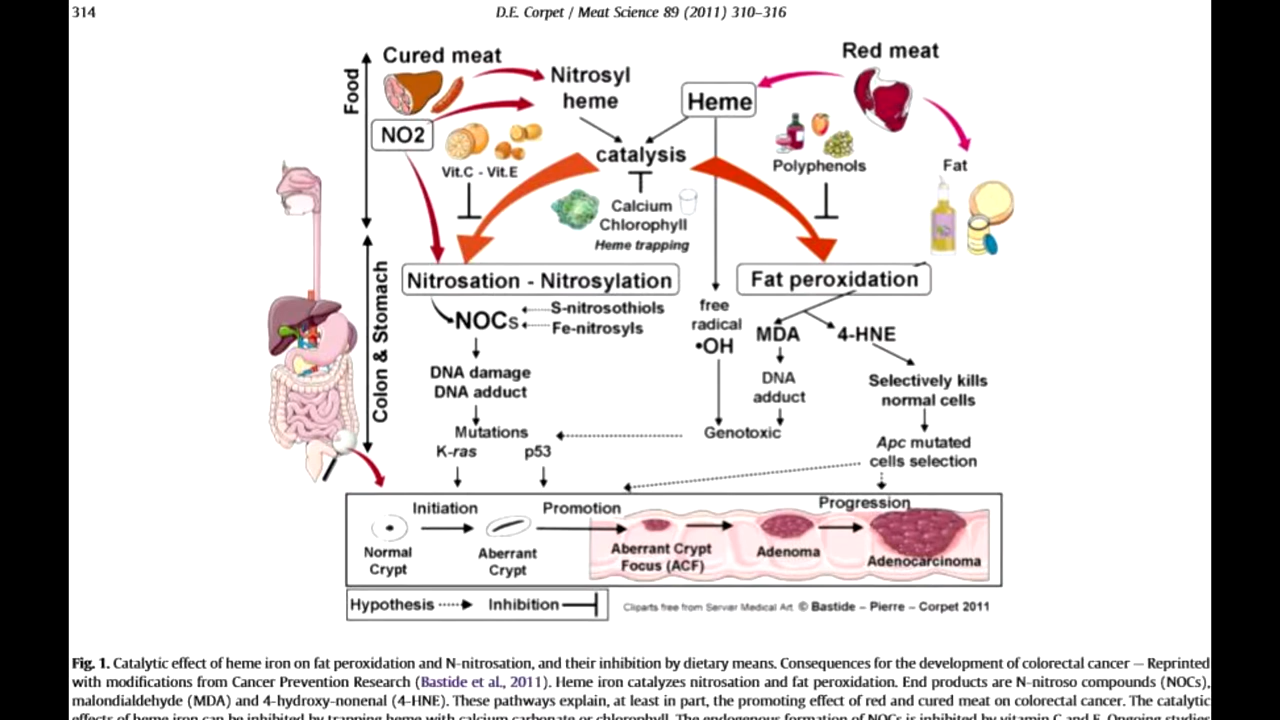 314
D.E. Corpet / Meat Science 89 (2011) 310–316
Cured meat
Red meat
Food
Nitrosyl
heme
Heme
NO2
catalysis
Vit.C - Vit.E
Polyphenols
Fat
Calcium
Chlorophyll
Heme trapping
Colon & Stomach
Nitrosation - Nitrosylation
Fat peroxidation
NOCs
S-nitrosothiols
Fe-nitrosyls
free
radical
•OH
MDA
4-HNE
DNA damage
DNA adduct
DNA
adduct
Selectively kills
normal cells
Mutations
K-ras
p53
Genotoxic
Apc mutated
cells selection
Initiation
Promotion
Progression
Normal
Crypt
Aberrant
Crypt
Aberrant Crypt
Focus (ACF)
Adenoma
Adenocarcinoma
Hypothesis
Inhibition
Cliparts free from Servier Medical Art © Bastide – Pierre – Corpet 2011
Fig. 1. Catalytic effect of heme iron on fat peroxidation and N-nitrosation, and their inhibition by dietary means. Consequences for the development of colorectal cancer — Reprinted
with modifications from Cancer Prevention Research (Bastide et al., 2011). Heme iron catalyzes nitrosation and fat peroxidation. End products are N-nitroso compounds (NOCs),
malondialdehyde (MDA) and 4-hydroxy-nonenal (4-HNE). These pathways explain, at least in part, the promoting effect of red and cured meat on colorectal cancer. The catalytic
effects of heme iron can be inhibited by trapping heme with calcium carbonate or chlorophyll. The endogenous formation of NOCs is inhibited by vitamin C and E. Ongoing studies